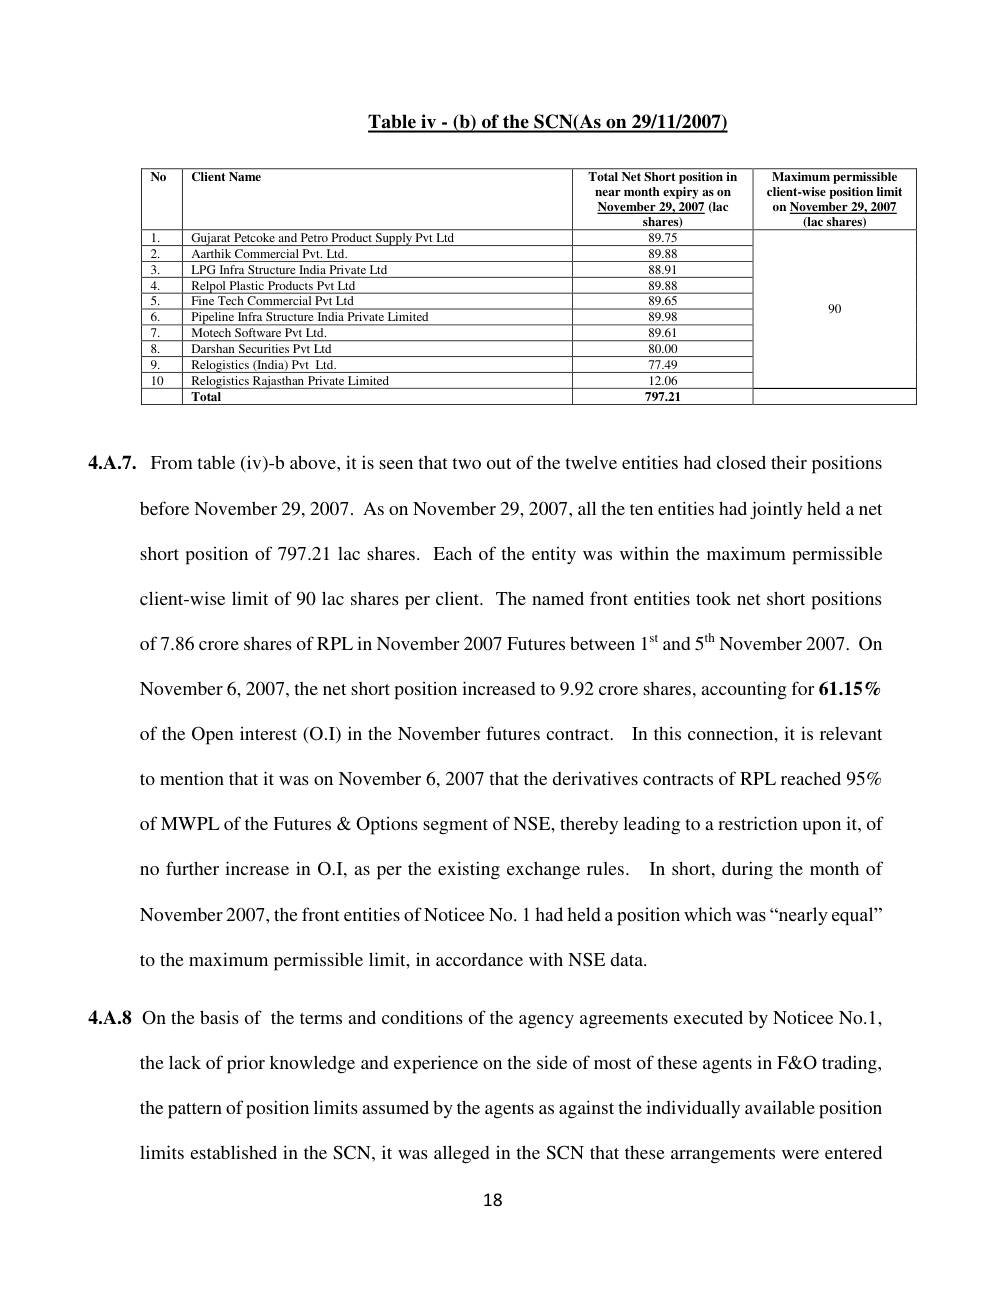 Table iv - (b) of the SCN(As on 29/11/2007)
No Client Name Total Net Short position in near month expiry as on November 29, 2007 (lac shares) Maximum permissible client-wise position limit on November 29, 2007 (lac shares)
1. Gujarat Petcoke and Petro Product Supply Pvt Ltd 89.75
2. Aarthik Commercial Pvt. Ltd. 89.88
3. LPG Infra Structure India Private Ltd 88.91
4. Relpol Plastic Products Pvt Ltd 89.88
5. Fine Tech Commercial Pvt Ltd 89.65
90
6. Pipeline Infra Structure India Private Limited 89.98
7. Motech Software Pvt Ltd. 89.61
8. Darshan Securities Pvt Ltd 80.00
9. Relogistics (India) Pvt  Ltd. 77.49
10 Relogistics Rajasthan Private Limited 12.06
Total 797.21
4.A.7. From table (iv)-b above, it is seen that two out of the twelve entities had closed their positions
before November 29, 2007. As on November 29, 2007, all the ten entities had jointly held a net
short position of 797.21 lac shares. Each of the entity was within the maximum permissible
client-wise limit of 90 lac shares per client. The named front entities took net short positions
of 7.86 crore shares of RPL in November 2007 Futures between 1st and 5th November 2007. On
November 6, 2007, the net short position increased to 9.92 crore shares, accounting for 61.15%
of the Open interest (O.I) in the November futures contract. In this connection, it is relevant
to mention that it was on November 6, 2007 that the derivatives contracts of RPL reached 95%
of MWPL of the Futures & Options segment of NSE, thereby leading to a restriction upon it, of
no further increase in O.I, as per the existing exchange rules. In short, during the month of
November 2007, the front entities of Noticee No. 1 had held a position which was “nearly equal”
to the maximum permissible limit, in accordance with NSE data.
4.A.8 On the basis of the terms and conditions of the agency agreements executed by Noticee No.1,
the lack of prior knowledge and experience on the side of most of these agents in F&O trading,
the pattern of position limits assumed by the agents as against the individually available position
limits established in the SCN, it was alleged in the SCN that these arrangements were entered
18